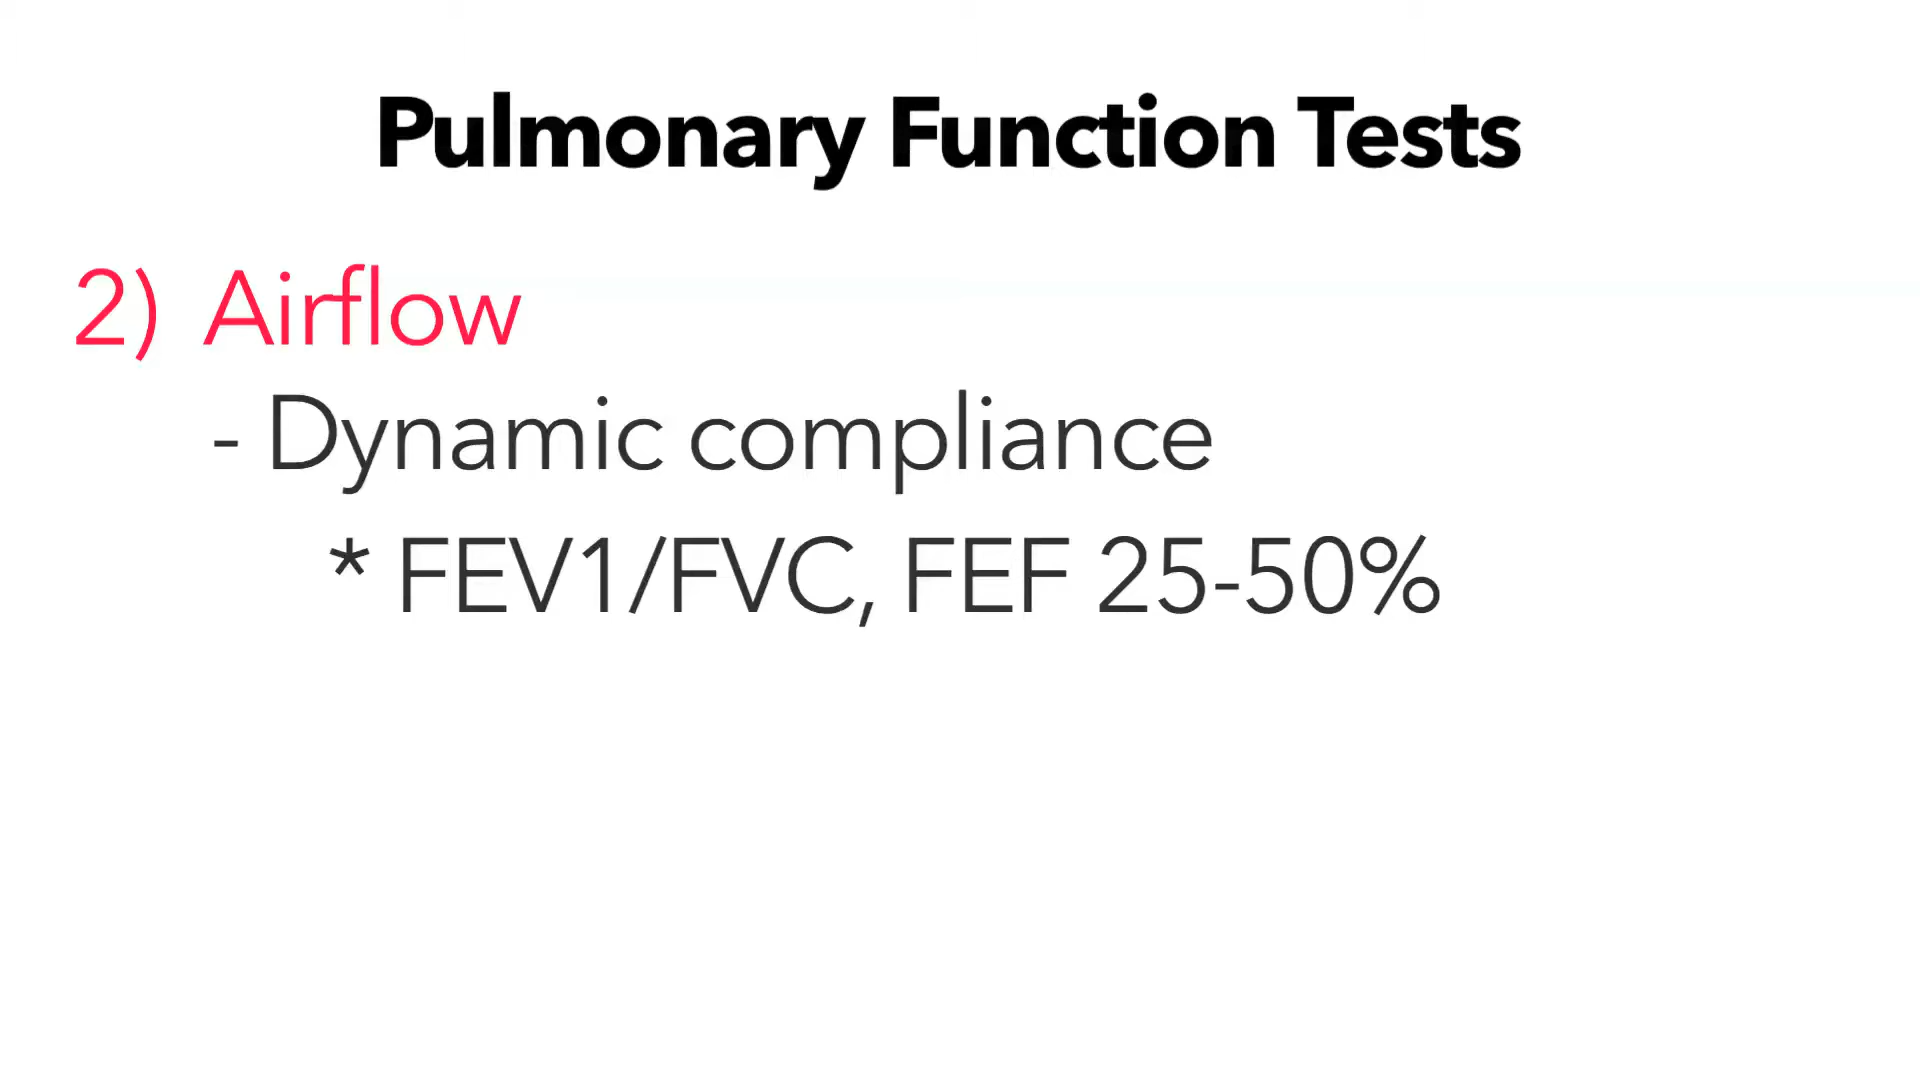 Pulmonary Function Tests
2) Airflow
- Dynamic compliance
* FEV1/FVC, FEF 25-50%